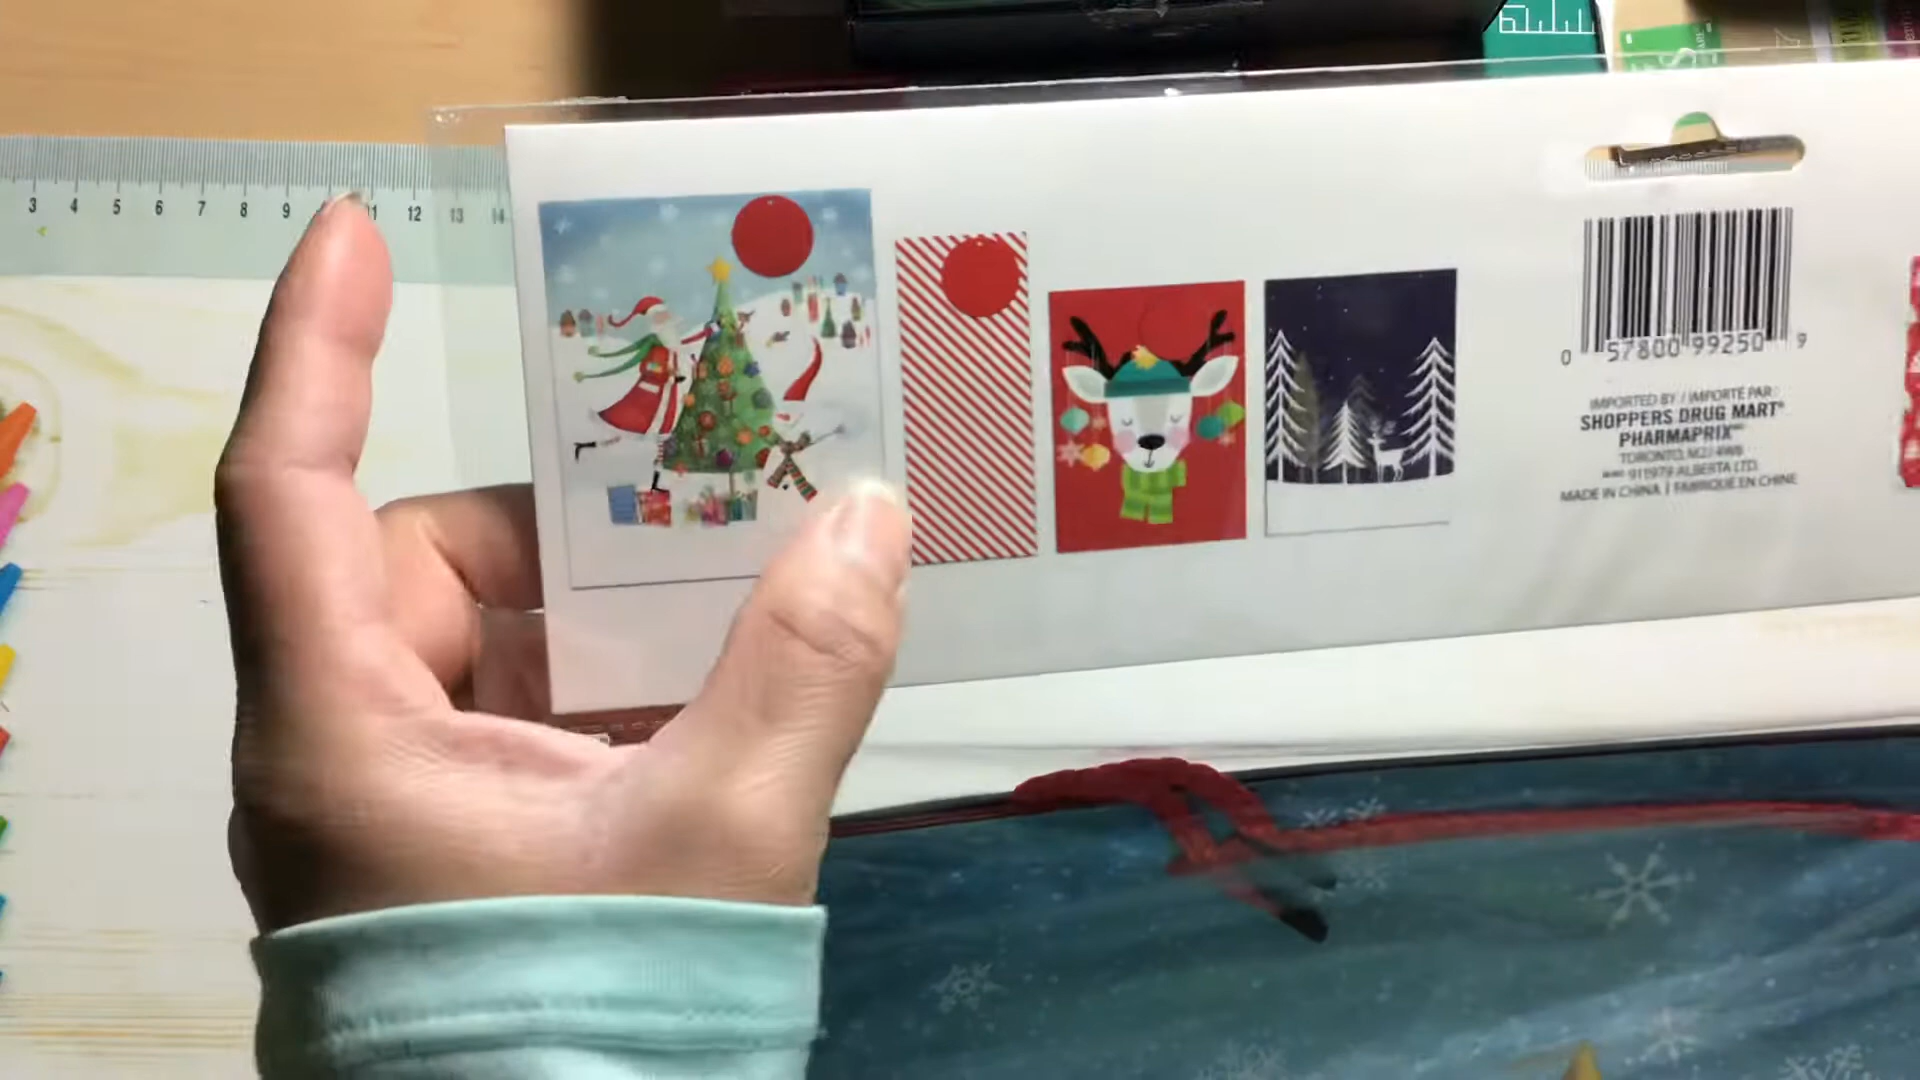 3 4 5 6 7 8 9 11 12 13 14
0 57800 99250 9
IMPORTED BY / IMPORTÉ PAR
SHOPPERS DRUG MART
PHARMAPRIX
TORONTO, M2J 4W8
911979 ALBERTA LTD.
MADE IN CHINA | FABRIQUÉ EN CHINE